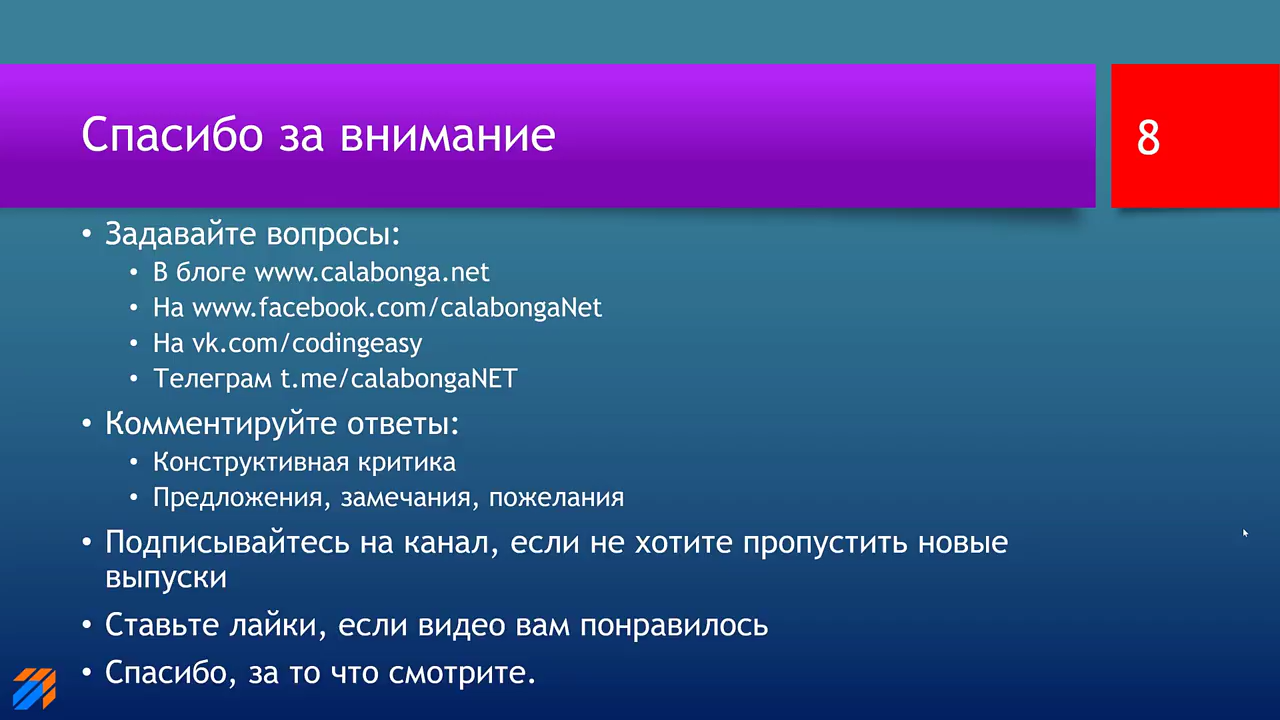 Спасибо за внимание
8
• Задавайте вопросы:
• В блоге www.calabonga.net
• На www.facebook.com/calabongaNet
• На vk.com/codingeasy
• Телеграм t.me/calabongaNET
• Комментируйте ответы:
• Конструктивная критика
• Предложения, замечания, пожелания
• Подписывайтесь на канал, если не хотите пропустить новые
выпуски
• Ставьте лайки, если видео вам понравилось
• Спасибо, за то что смотрите.